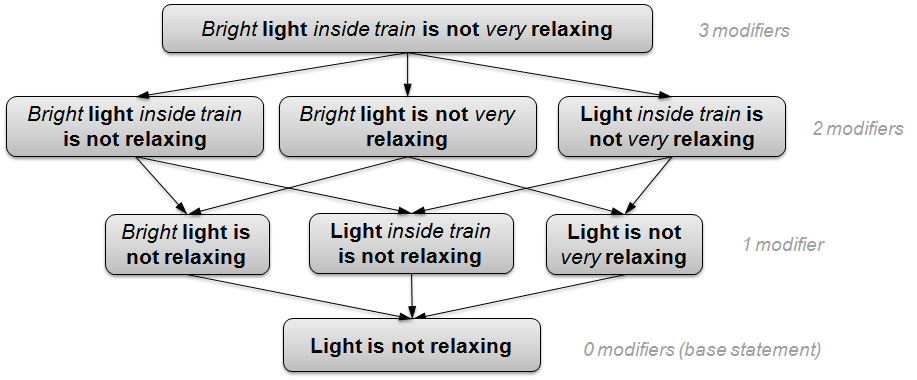 Bright light inside train is not very relaxing
3 modifiers
Bright light inside train
is not relaxing
Bright light is not very
relaxing
Light inside train is
not very relaxing
2 modifiers
Bright light is
not relaxing
Light inside train
is not relaxing
Light is not
very relaxing
1 modifier
Light is not relaxing
0 modifiers (base statement)